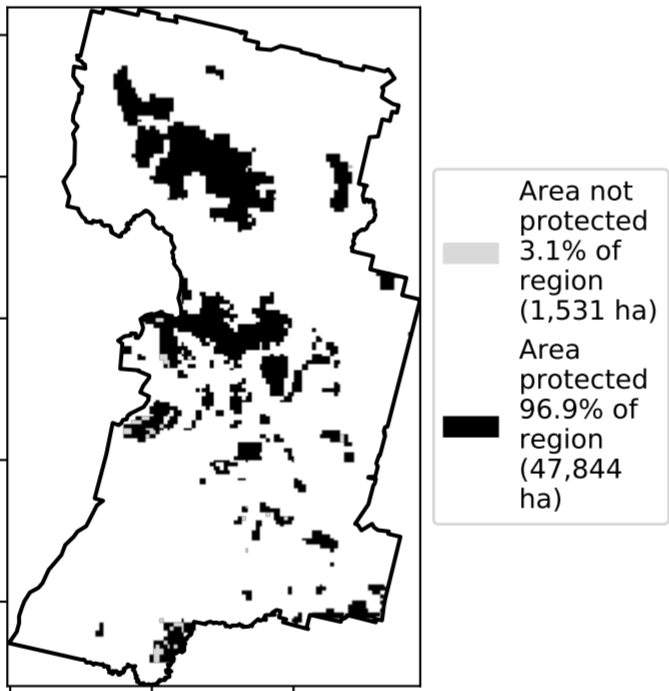 Area not
protected
3.1% of
region
(1,531 ha)
Area
protected
96.9% of
region
(47,844
ha)